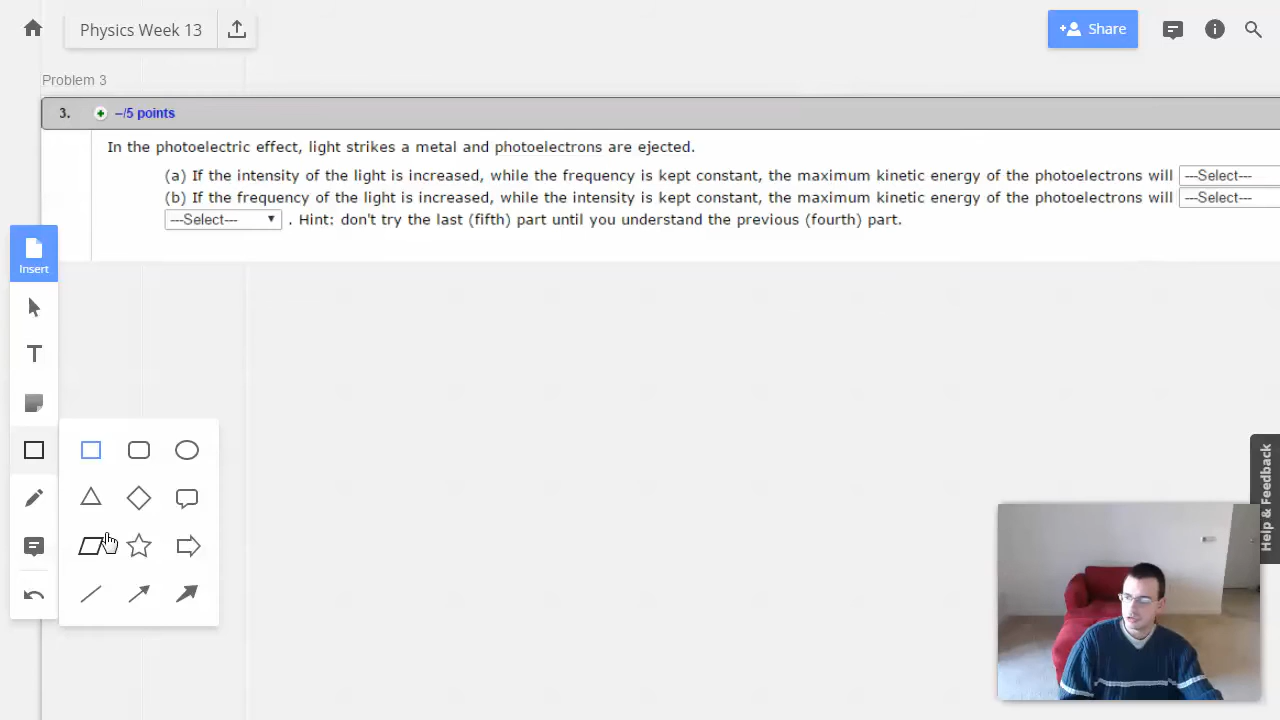 Physics Week 13
Share
Problem 3
3. –/5 points
In the photoelectric effect, light strikes a metal and photoelectrons are ejected.
(a) If the intensity of the light is increased, while the frequency is kept constant, the maximum kinetic energy of the photoelectrons will ---Select---
(b) If the frequency of the light is increased, while the intensity is kept constant, the maximum kinetic energy of the photoelectrons will ---Select---
---Select--- . Hint: don't try the last (fifth) part until you understand the previous (fourth) part.
Insert
T
Help & Feedback